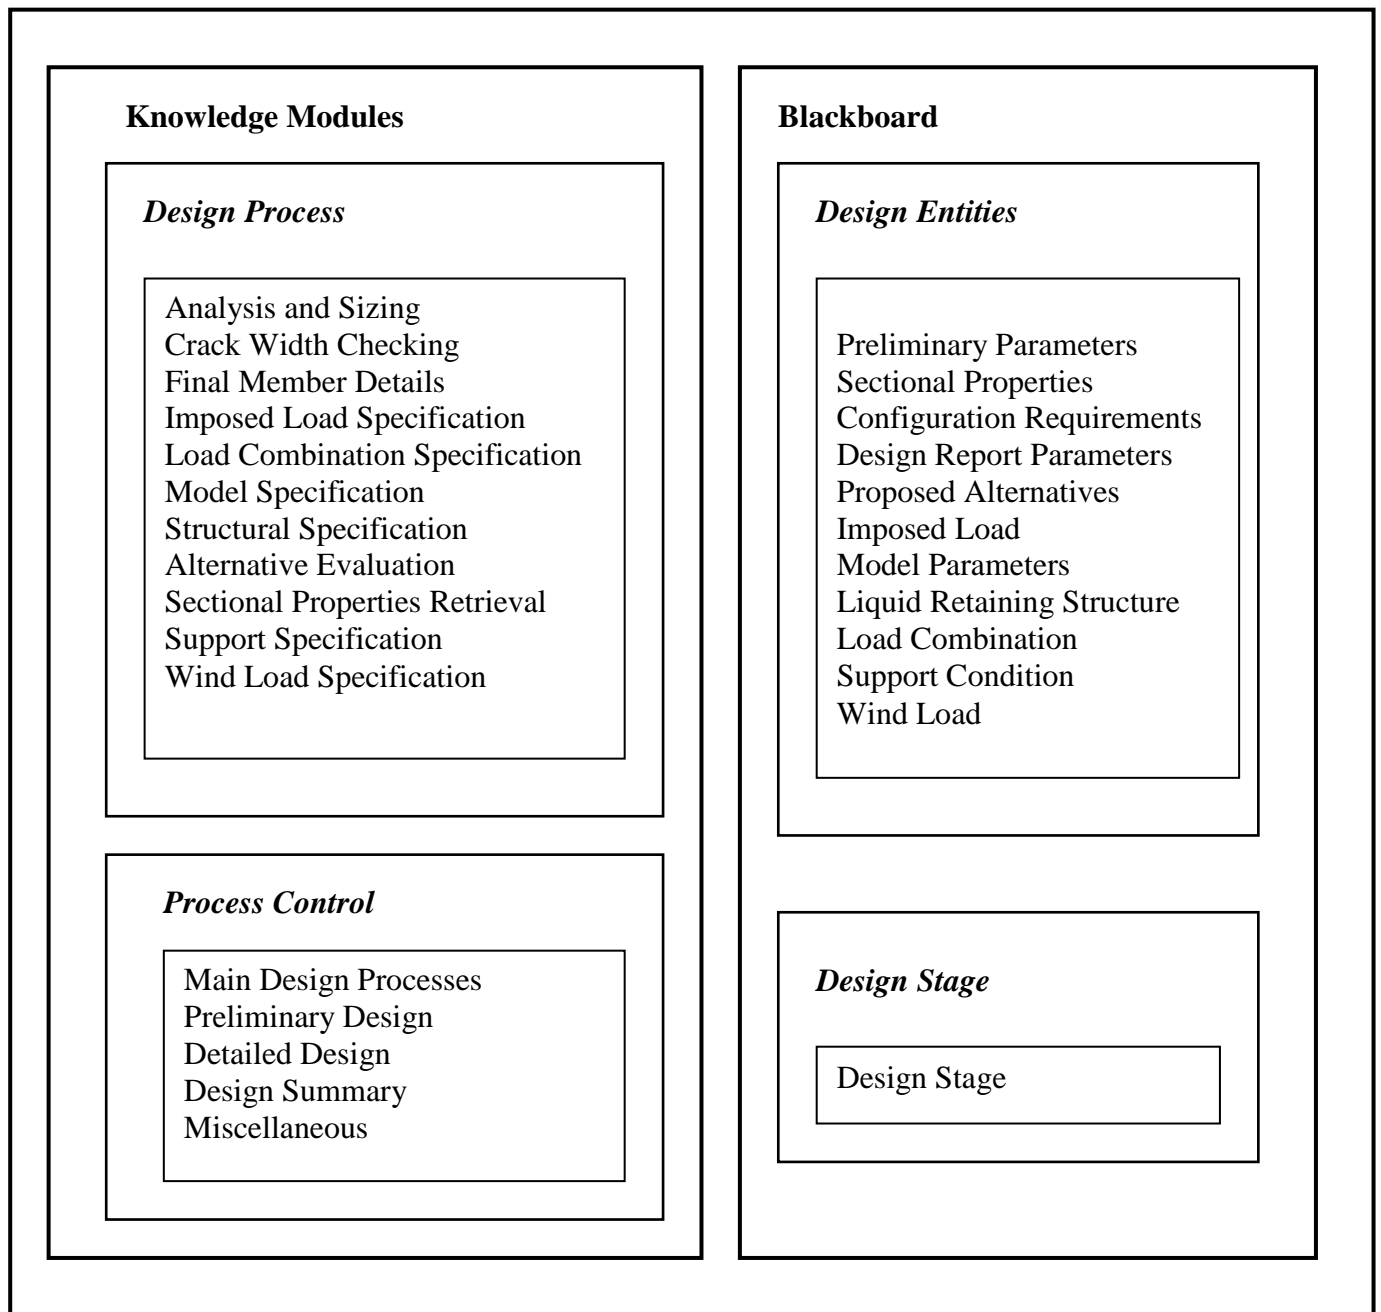 Knowledge Modules
Design Process
Analysis and Sizing
Crack Width Checking
Final Member Details
Imposed Load Specification
Load Combination Specification
Model Specification
Structural Specification
Alternative Evaluation
Sectional Properties Retrieval
Support Specification
Wind Load Specification
Process Control
Main Design Processes
Preliminary Design
Detailed Design
Design Summary
Miscellaneous
Blackboard
Design Entities
Preliminary Parameters
Sectional Properties
Configuration Requirements
Design Report Parameters
Proposed Alternatives
Imposed Load
Model Parameters
Liquid Retaining Structure
Load Combination
Support Condition
Wind Load
Design Stage
Design Stage